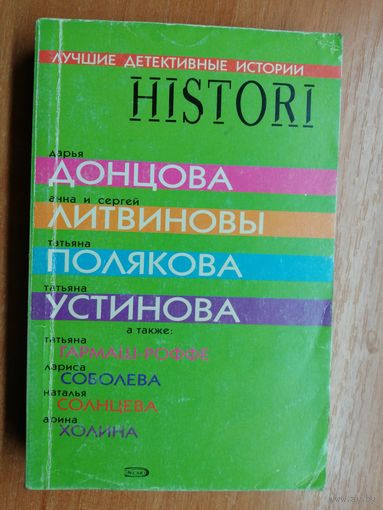 ЛУЧШИЕ ДЕТЕКТИВНЫЕ ИСТОРИИ
HISTORI
дарья
ДОНЦОВА
анна и сергей
ЛИТВИНОВЫ
татьяна
ПОЛЯКОВА
татьяна
УСТИНОВА
а также:
татьяна
ГАРМАШ-РОФФЕ
лариса
СОБОЛЕВА
наталья
СОЛНЦЕВА
арина
ХОЛИНА